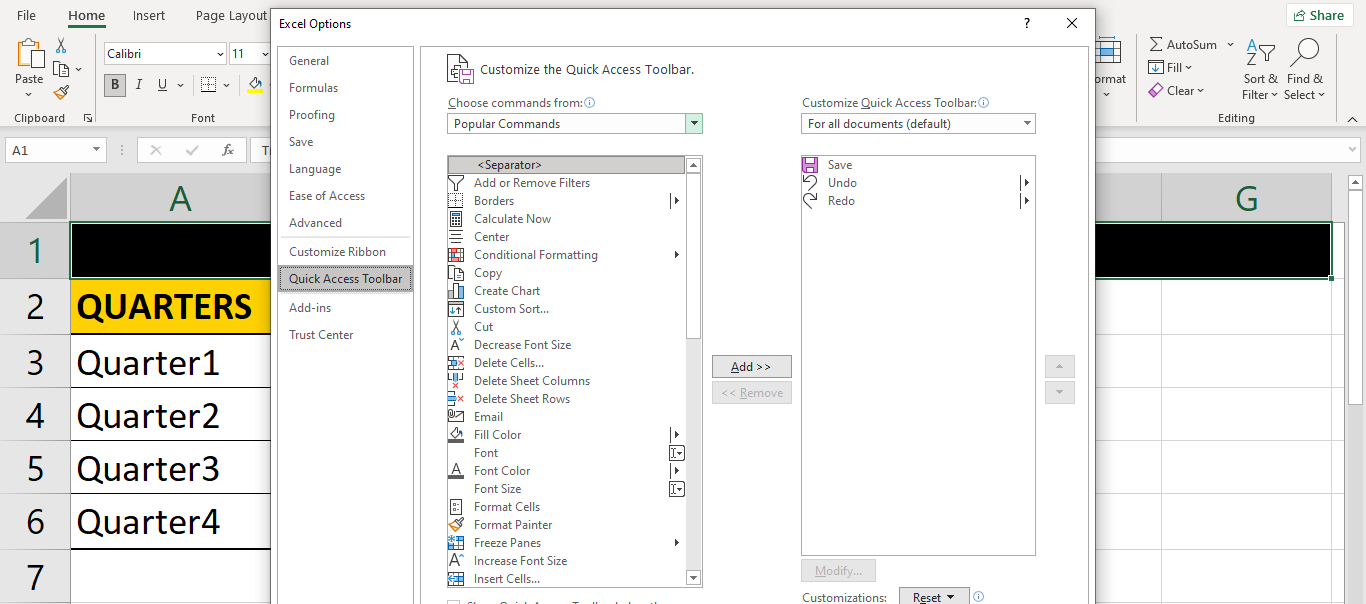 File
Home
Insert
Page Layout
Share
Paste
Clipboard
Calibri
11
B
I
U
Font
AutoSum
Fill
Clear
Sort &
Filter
Find &
Select
Editing
A1
fx
A
G
1
2
3
4
5
6
7
QUARTERS
Quarter1
Quarter2
Quarter3
Quarter4
Excel Options
?
General
Formulas
Proofing
Save
Language
Ease of Access
Advanced
Customize Ribbon
Quick Access Toolbar
Add-ins
Trust Center
Customize the Quick Access Toolbar.
Choose commands from:
Popular Commands
<Separator>
Add or Remove Filters
Borders
Calculate Now
Center
Conditional Formatting
Copy
Create Chart
Custom Sort...
Cut
Decrease Font Size
Delete Cells...
Delete Sheet Columns
Delete Sheet Rows
Email
Fill Color
Font
Font Color
Font Size
Format Cells
Format Painter
Freeze Panes
Increase Font Size
Insert Cells...
Add >>
<< Remove
Customize Quick Access Toolbar:
For all documents (default)
Save
Undo
Redo
Modify...
Customizations:
Reset